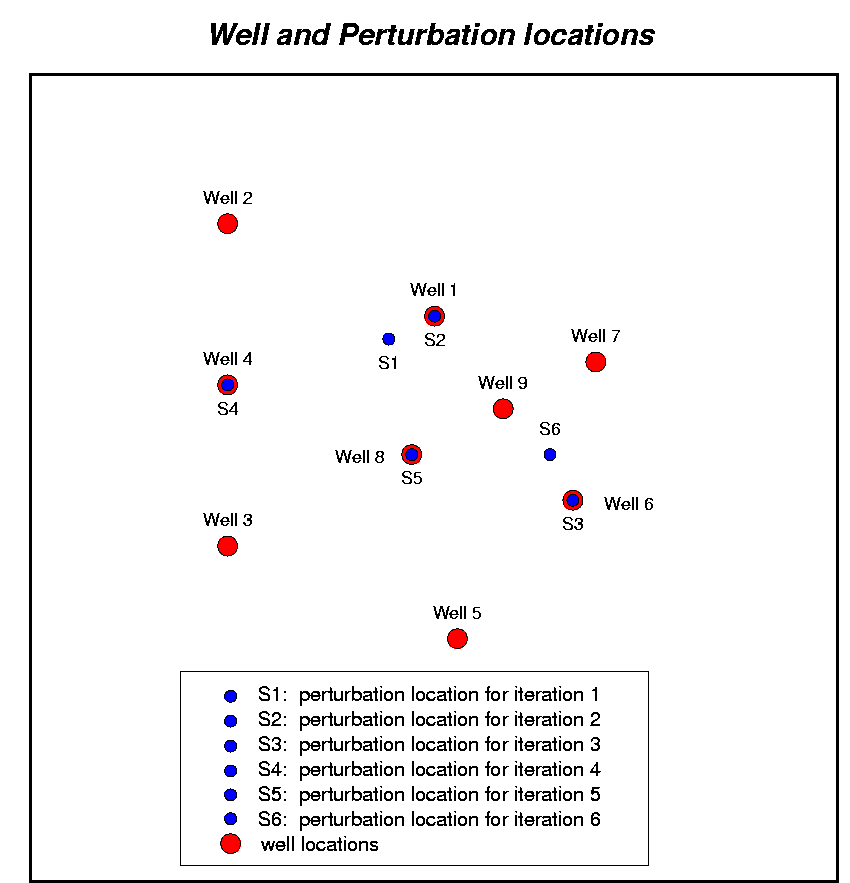 Well and Perturbation locations
Well 2
Well 1
S2
Well 7
S1
Well 4
S4
Well 9
S6
Well 8
S5
Well 6
S3
Well 3
Well 5
S1: perturbation location for iteration 1
S2: perturbation location for iteration 2
S3: perturbation location for iteration 3
S4: perturbation location for iteration 4
S5: perturbation location for iteration 5
S6: perturbation location for iteration 6
well locations